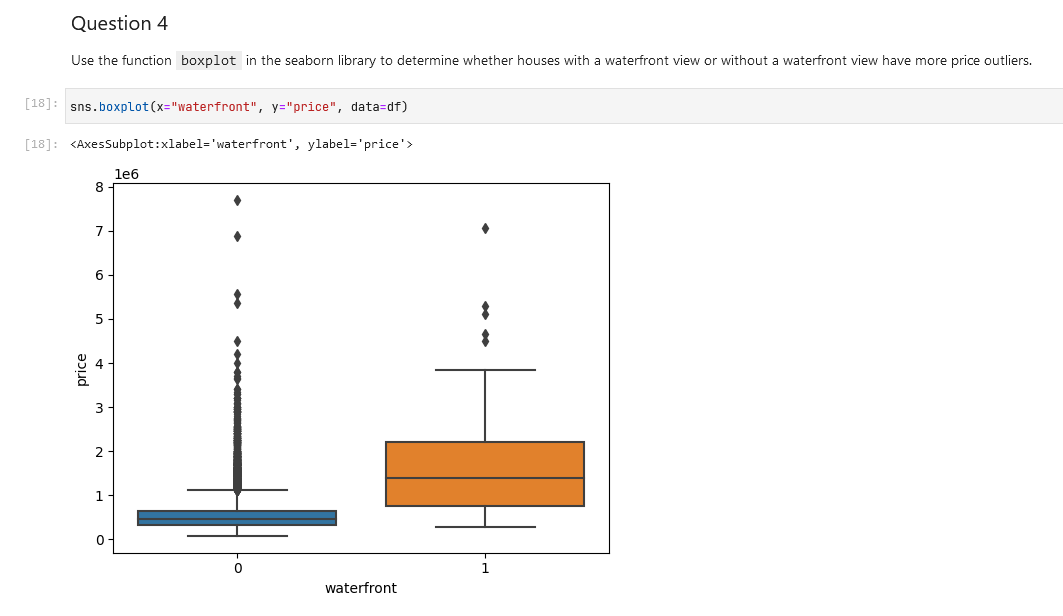 Question 4
Use the function boxplot in the seaborn library to determine whether houses with a waterfront view or without a waterfront view have more price outliers.
[18]: sns.boxplot(x="waterfront", y="price", data=df)
[18]: <AxesSubplot:xlabel='waterfront', ylabel='price'>
1e6
8
7
6
5
4
3
2
1
0
price
0 1
waterfront